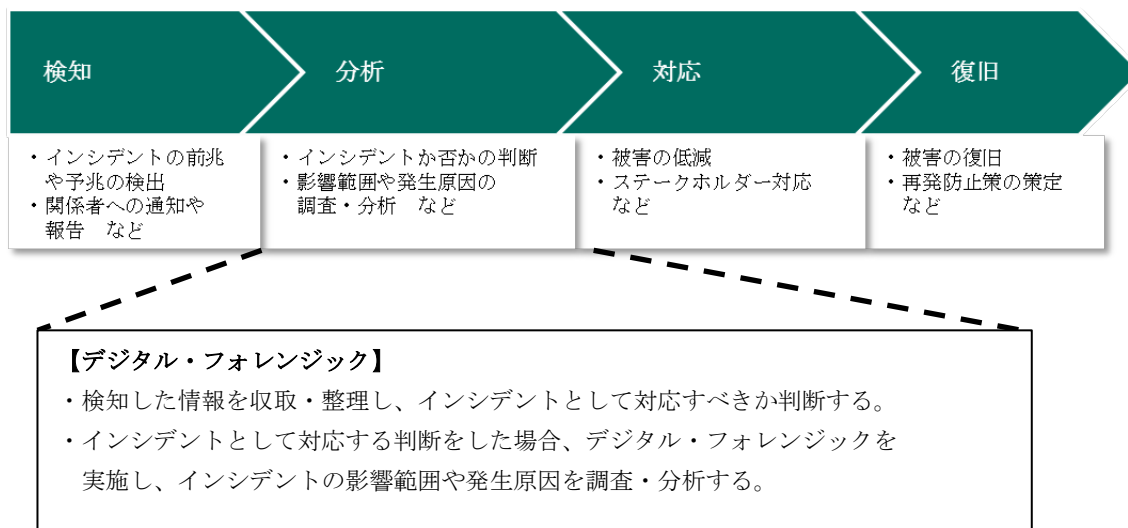 検知
分析
対応
復旧
・インシデントの前兆
や予兆の検出
・関係者への通知や
報告　など
・インシデントか否かの判断
・影響範囲や発生原因の
調査・分析　など
・被害の低減
・ステークホルダー対応
など
・被害の復旧
・再発防止策の策定
など
【デジタル・フォレンジック】
・検知した情報を収取・整理し、インシデントとして対応すべきか判断する。
・インシデントとして対応する判断をした場合、デジタル・フォレンジックを
実施し、インシデントの影響範囲や発生原因を調査・分析する。